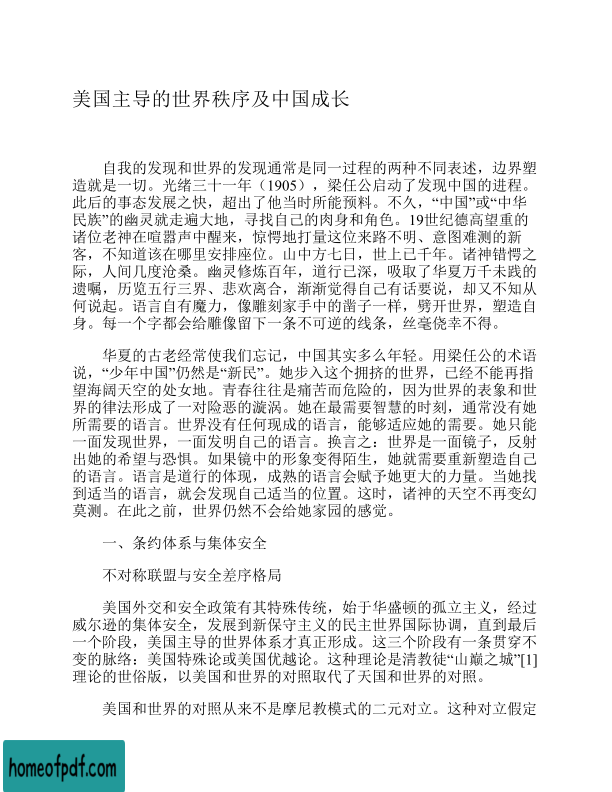 美国主导的世界秩序及中国成长
自我的发现和世界的发现通常是同一过程的两种不同表述，边界塑
造就是一切。光绪三十一年（1905），梁任公启动了发现中国的进程。
此后的事态发展之快，超出了他当时所能预料。不久，“中国”或“中华
民族”的幽灵就走遍大地，寻找自己的肉身和角色。19世纪德高望重的
诸位老神在喧嚣声中醒来，惊愕地打量这位来路不明、意图难测的新
客，不知道该在哪里安排座位。山中方七日，世上已千年。诸神错愕之
际，人间几度沧桑。幽灵修炼百年，道行已深，吸取了华夏万千未践的
遗嘱，历览五行三界、悲欢离合，渐渐觉得自己有话要说，却又不知从
何说起。语言自有魔力，像雕刻家手中的凿子一样，劈开世界，塑造自
身。每一个字都会给雕像留下一条不可逆的线条，丝毫侥幸不得。
华夏的古老经常使我们忘记，中国其实多么年轻。用梁任公的术语
说，“少年中国”仍然是“新民”。她步入这个拥挤的世界，已经不能再指
望海阔天空的处女地。青春往往是痛苦而危险的，因为世界的表象和世
界的律法形成了一对险恶的漩涡。她在最需要智慧的时刻，通常没有她
所需要的语言。世界没有任何现成的语言，能够适应她的需要。她只能
一面发现世界，一面发明自己的语言。换言之：世界是一面镜子，反射
出她的希望与恐惧。如果镜中的形象变得陌生，她就需要重新塑造自己
的语言。语言是道行的体现，成熟的语言会赋予她更大的力量。当她找
到适当的语言，就会发现自己适当的位置。这时，诸神的天空不再变幻
莫测。在此之前，世界仍然不会给她家园的感觉。
一、条约体系与集体安全
不对称联盟与安全差序格局
美国外交和安全政策有其特殊传统，始于华盛顿的孤立主义，经过
威尔逊的集体安全，发展到新保守主义的民主世界国际协调，直到最后
一个阶段，美国主导的世界体系才真正形成。这三个阶段有一条贯穿不
变的脉络：美国特殊论或美国优越论。这种理论是清教徒“山巅之城”[1]
理论的世俗版，以美国和世界的对照取代了天国和世界的对照。
美国和世界的对照从来不是摩尼教模式的二元对立。这种对立假定
homeofpdf.com